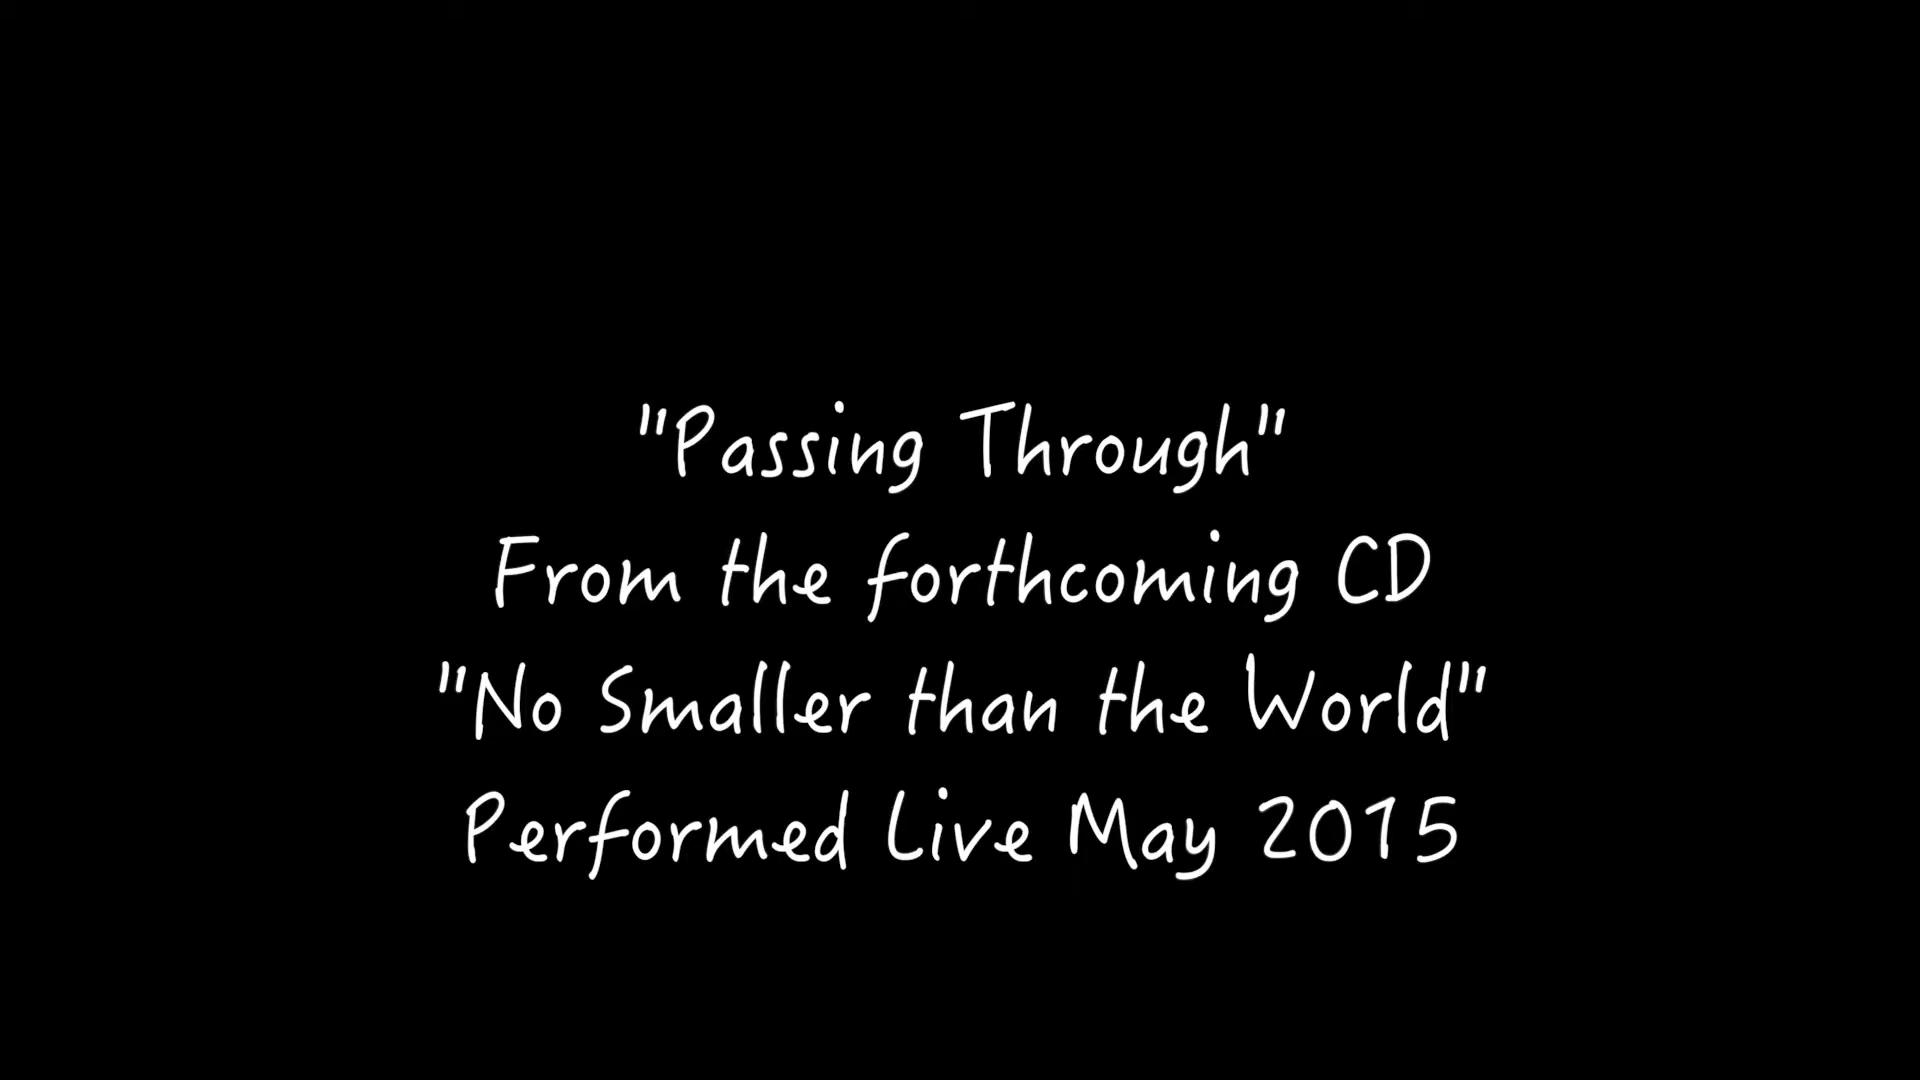 "Passing Through"
From the forthcoming CD
"No Smaller than the World"
Performed Live May 2015